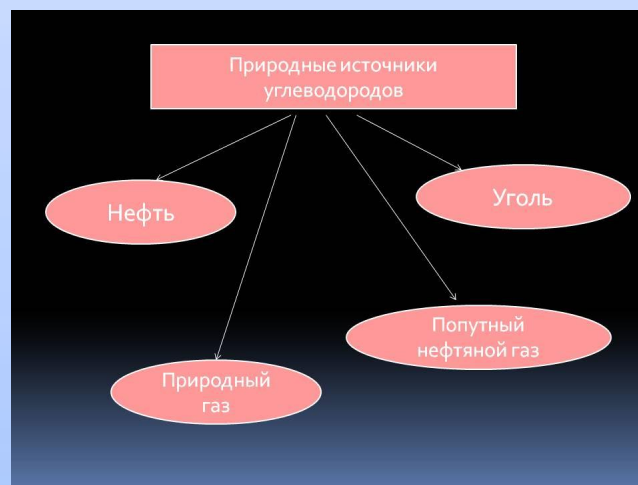 Природные источники
углеводородов
Нефть
Уголь
Попутный
нефтяной газ
Природный
газ